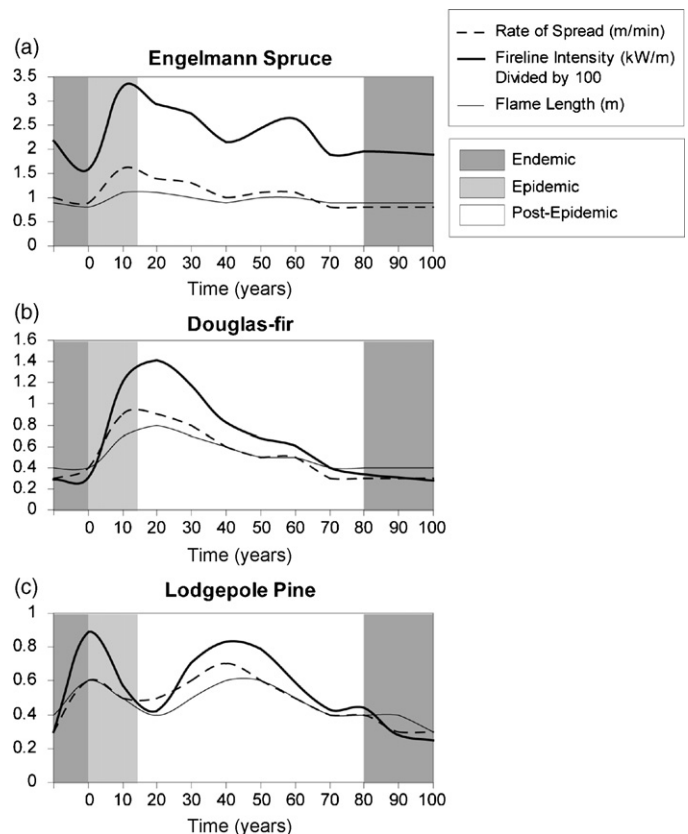 Rate of Spread (m/min)
Fireline Intensity (kW/m)
Divided by 100
Flame Length (m)
Endemic
Epidemic
Post-Epidemic
(a)
Engelmann Spruce
3.5
3
2.5
2
1.5
1
0.5
0
0 10 20 30 40 50 60 70 80 90 100
Time (years)
(b)
Douglas-fir
1.6
1.4
1.2
1
0.8
0.6
0.4
0.2
0
0 10 20 30 40 50 60 70 80 90 100
Time (years)
(c)
Lodgepole Pine
1
0.8
0.6
0.4
0.2
0
0 10 20 30 40 50 60 70 80 90 100
Time (years)